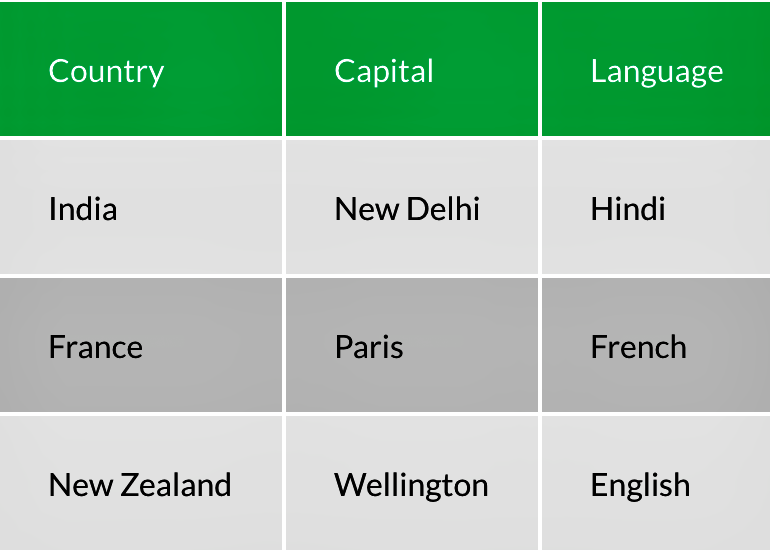 Country Capital Language
India New Delhi Hindi
France Paris French
New Zealand Wellington English